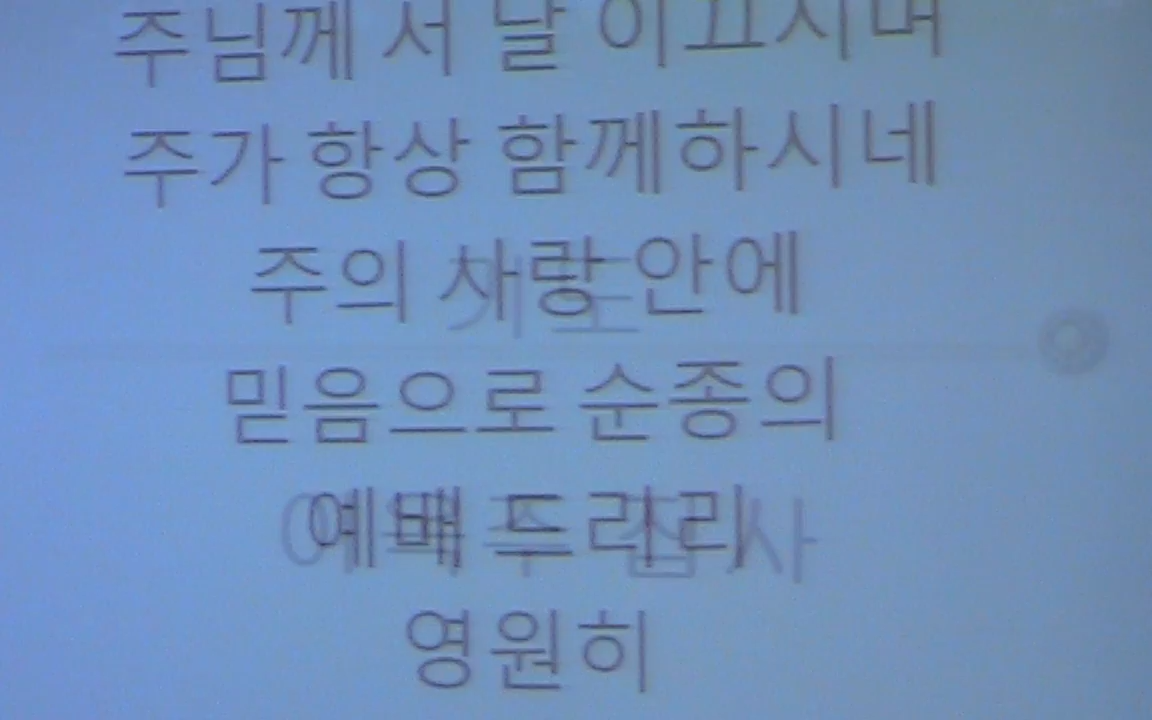 주님께서 날 이끄시며
주가 항상 함께하시네
주의 사랑 안에
믿음으로 순종의
예배 드리리
영원히